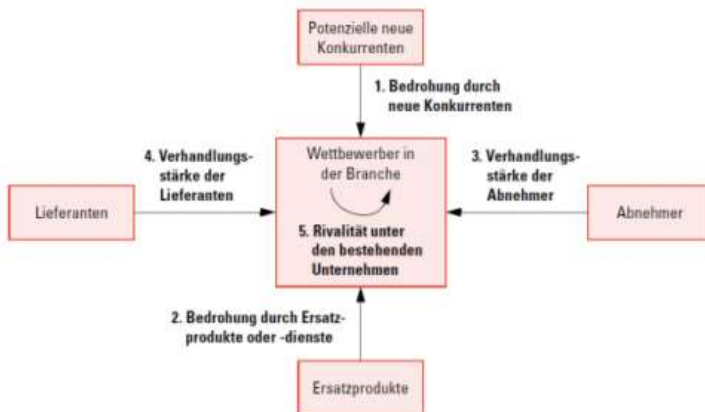 Potenzielle neue
Konkurrenten
1. Bedrohung durch
neue Konkurrenten
4. Verhandlungs-
stärke der
Lieferanten
Wettbewerber in
der Branche
3. Verhandlungs-
stärke der
Abnehmer
Lieferanten
5. Rivalität unter
den bestehenden
Unternehmen
Abnehmer
2. Bedrohung durch Ersatz-
produkte oder -dienste
Ersatzprodukte